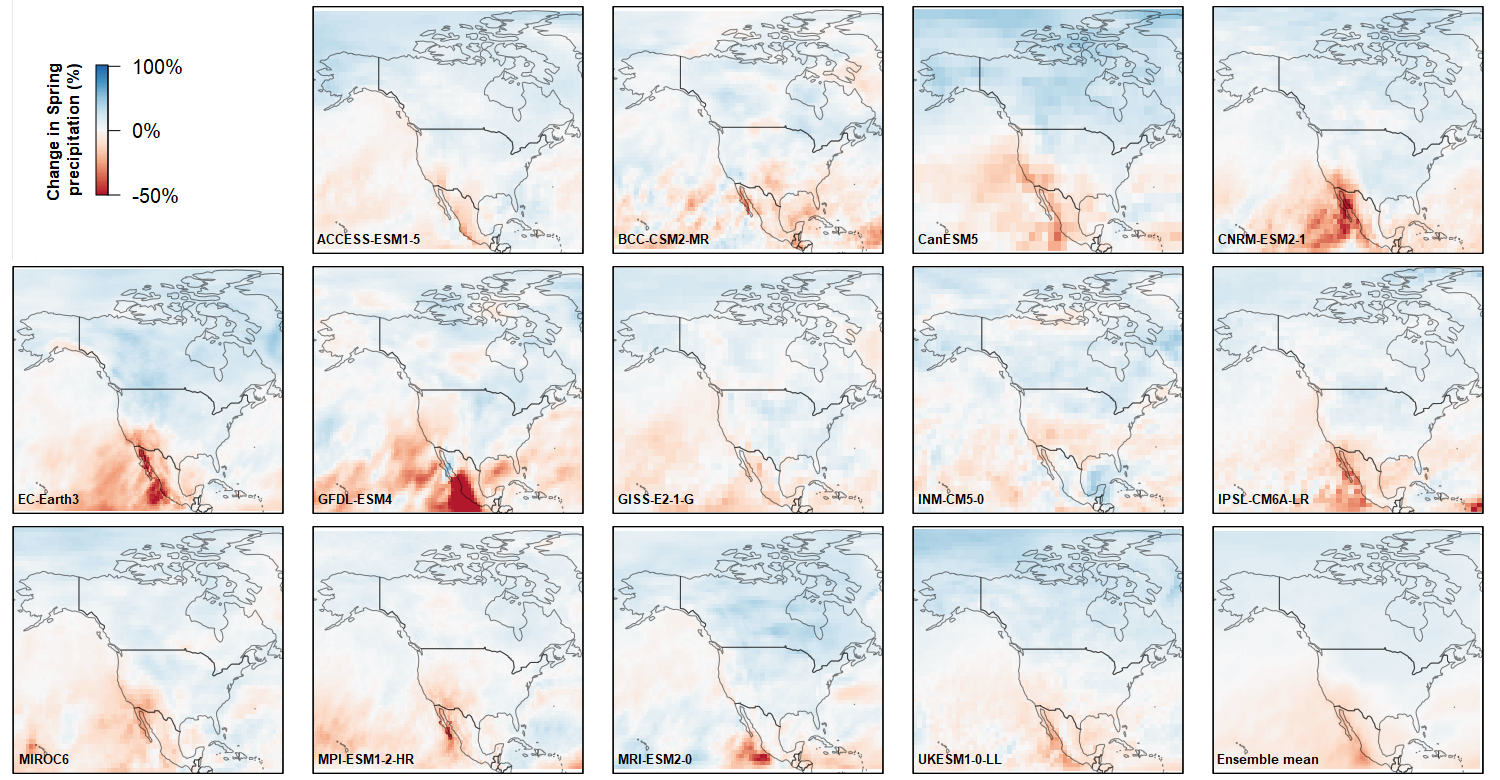 Change in Spring
precipitation (%)
100%
0%
-50%
ACCESS-ESM1-5
BCC-CSM2-MR
CanESM5
CNRM-ESM2-1
EC-Earth3
GFDL-ESM4
GISS-E2-1-G
INM-CM5-0
IPSL-CM6A-LR
MIROC6
MPI-ESM1-2-HR
MRI-ESM2-0
UKESM1-0-LL
Ensemble mean